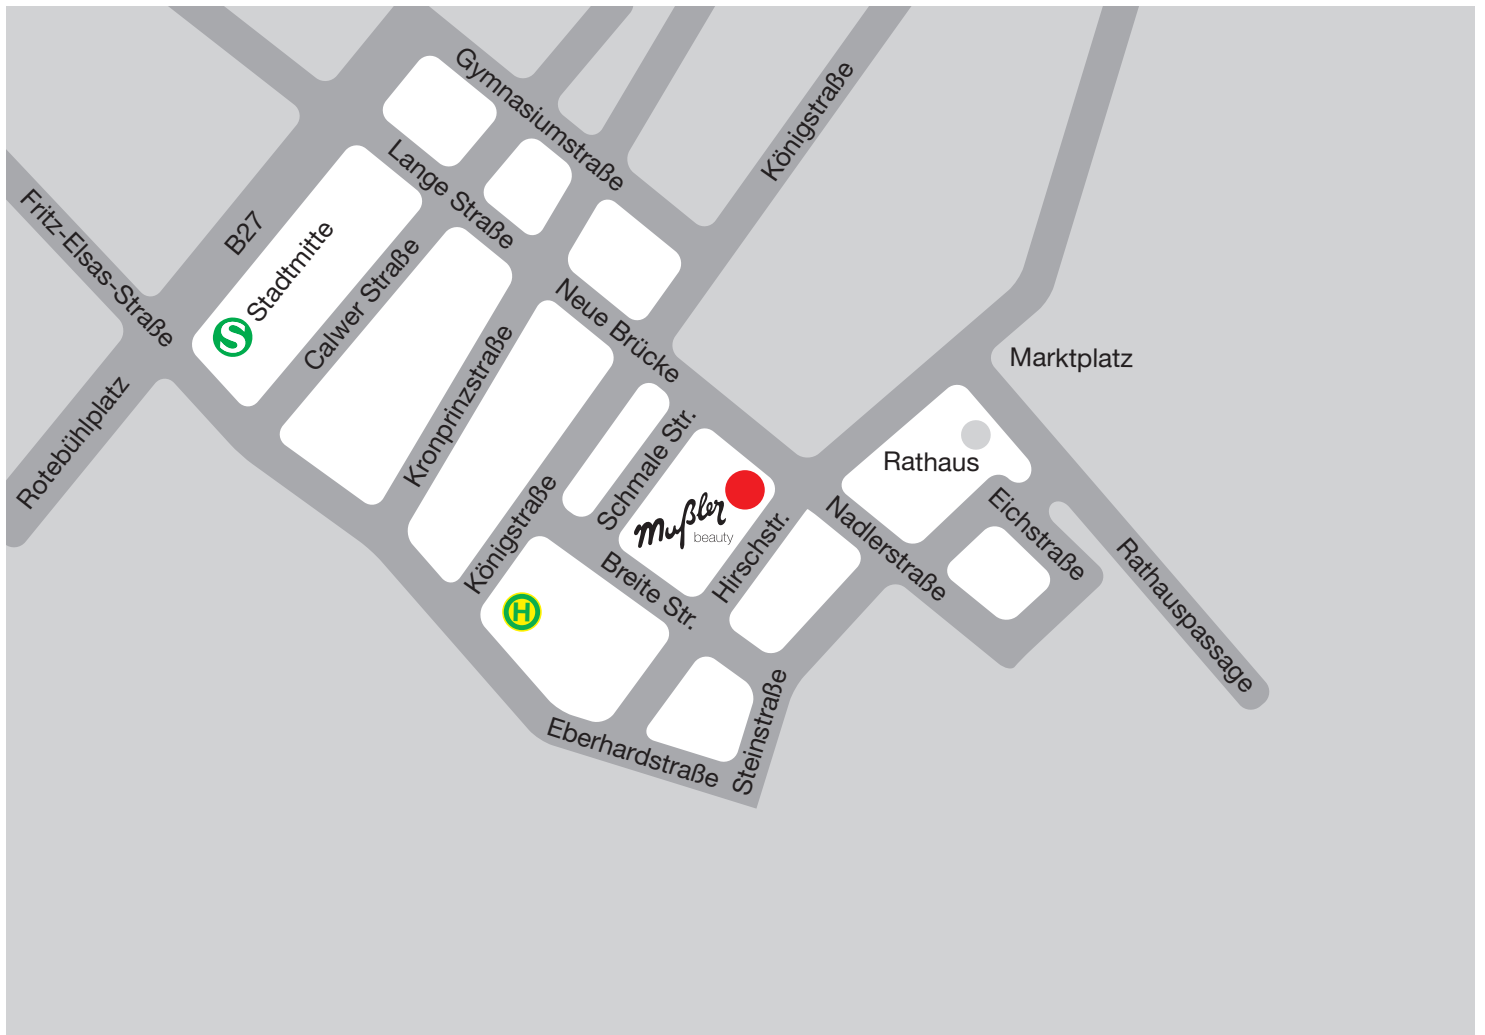 Gymnasiumstraße
Königstraße
Lange Straße
Fritz-Elsas-Straße
B27
Stadtmitte
S
Calwer Straße
Neue Brücke
Kronprinzstraße
Marktplatz
Rotebühlplatz
Schmale Str.
Rathaus
Königstraße
Mußler
beauty
Hirschstr.
Nadlerstraße
Eichstraße
Rathauspassage
Breite Str.
H
Steinstraße
Eberhardstraße